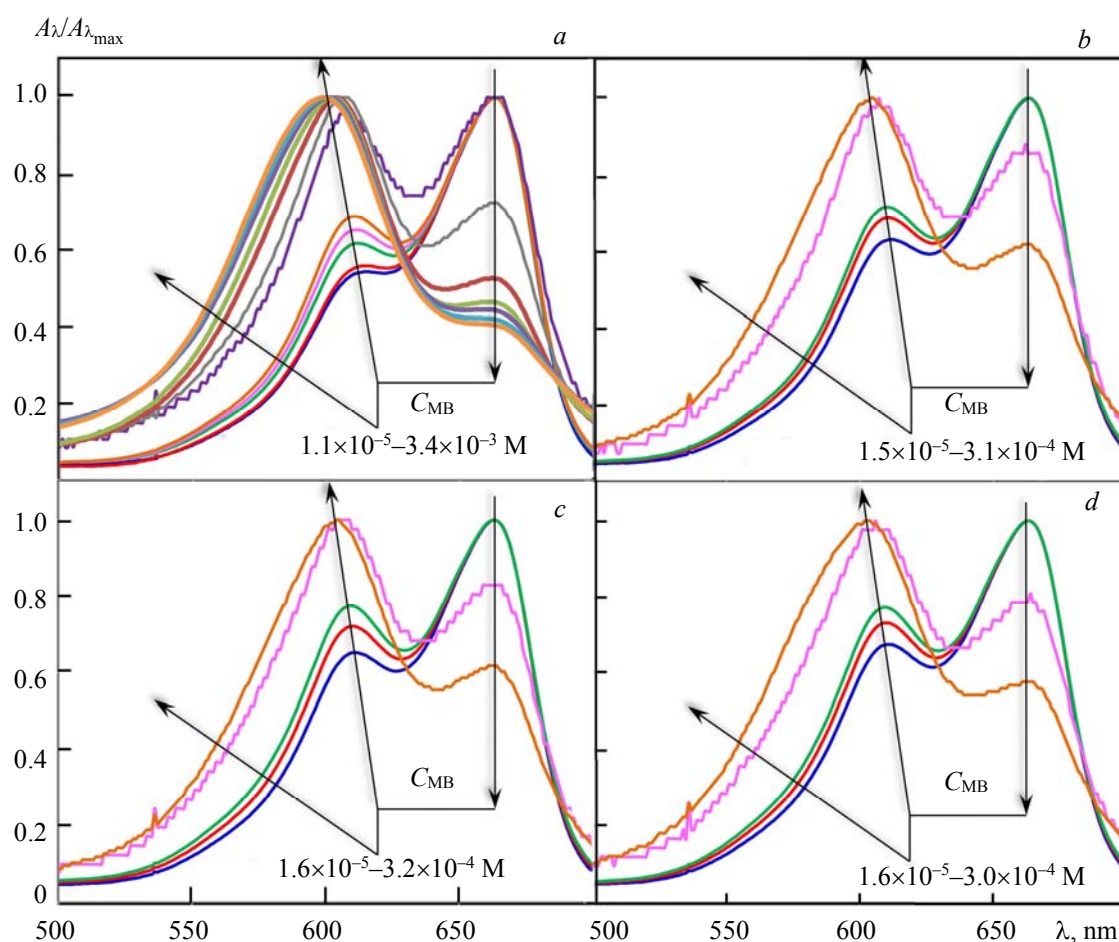 Aλ/Aλmax
a
b
1.0
0.8
0.6
0.4
0.2
CMB
1.1×10⁻⁵–3.4×10⁻³ M
CMB
1.5×10⁻⁵–3.1×10⁻⁴ M
c
d
1.0
0.8
0.6
0.4
0.2
0
CMB
1.6×10⁻⁵–3.2×10⁻⁴ M
CMB
1.6×10⁻⁵–3.0×10⁻⁴ M
500 550 600 650 500 550 600 650 λ, nm